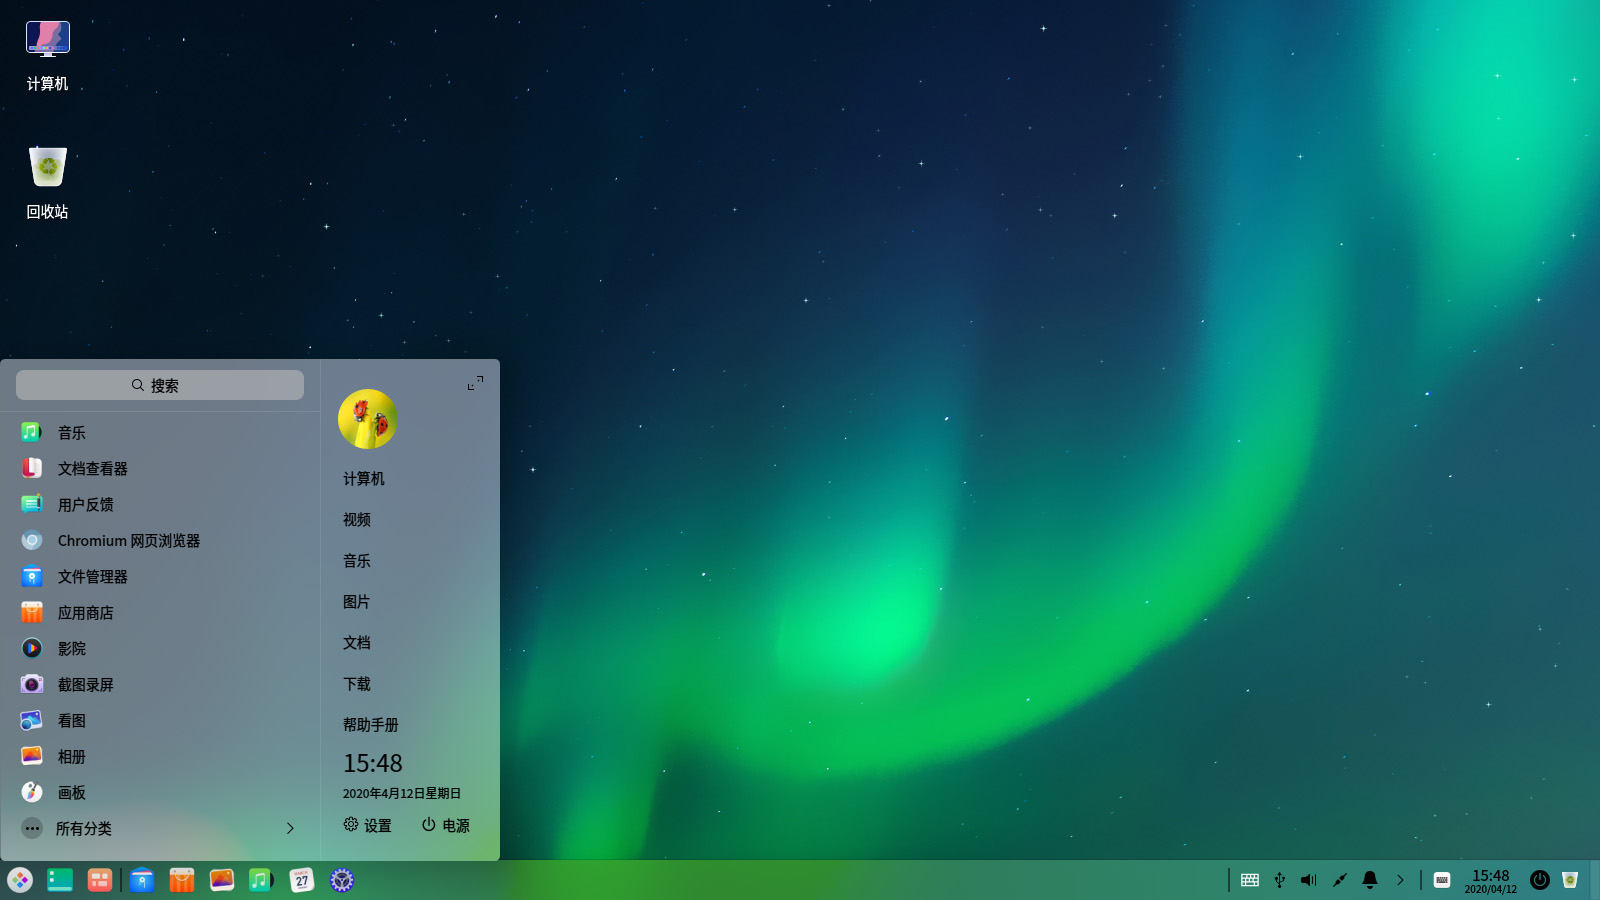 计算机
回收站
搜索
音乐
文档查看器
用户反馈
Chromium 网页浏览器
文件管理器
应用商店
影院
截图录屏
看图
相册
画板
所有分类
计算机
视频
音乐
图片
文档
下载
帮助手册
15:48
2020年4月12日星期日
设置
电源
27
15:48
2020/04/12